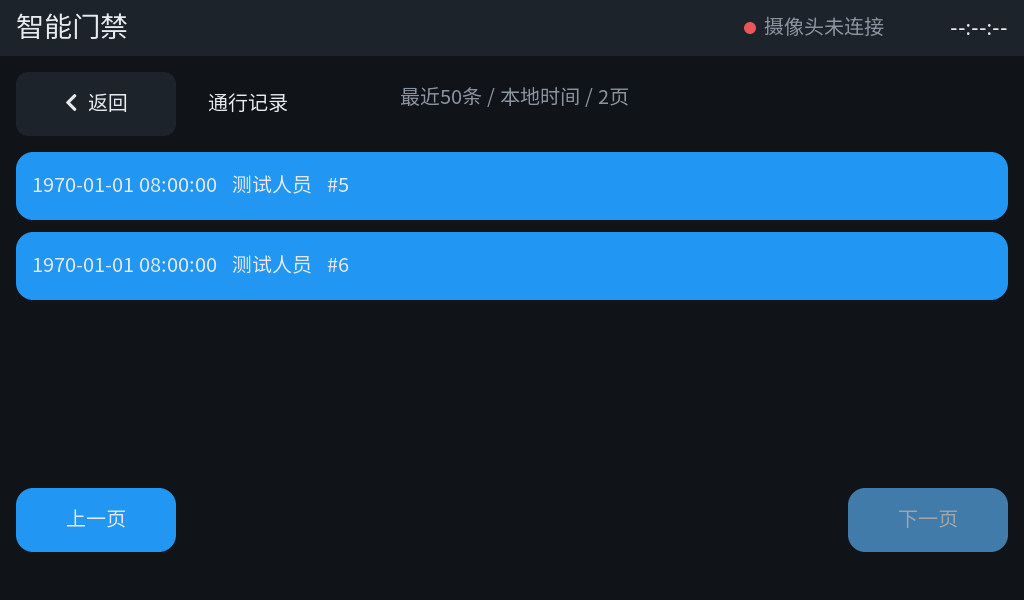 智能门禁
摄像头未连接
--:--:--
返回
通行记录
最近50条 / 本地时间 / 2页
1970-01-01 08:00:00 测试人员 #5
1970-01-01 08:00:00 测试人员 #6
上一页
下一页